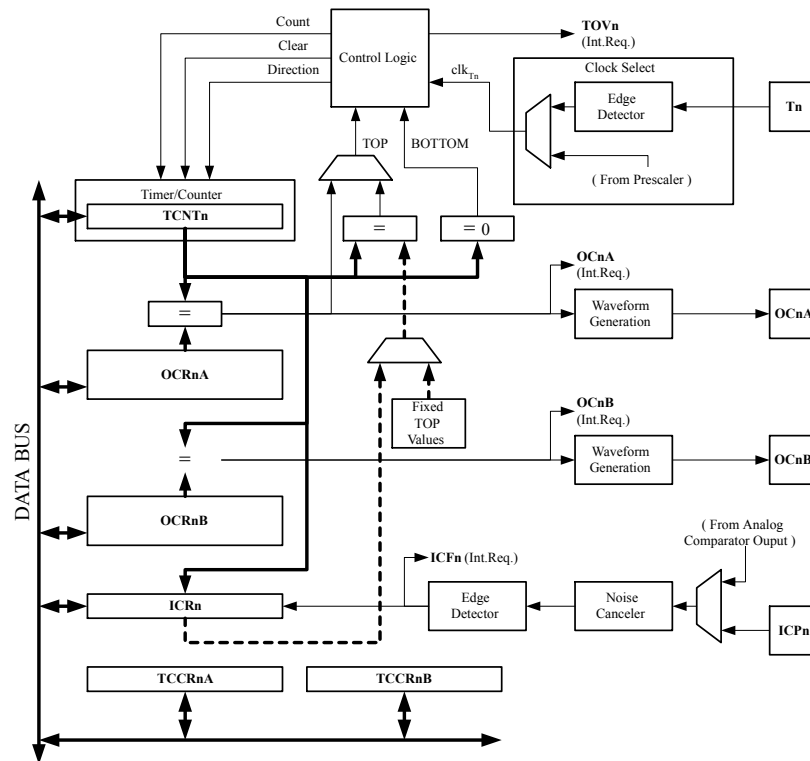 Count
Clear
Direction
Control Logic
TOVn
(Int.Req.)
clkTn
Clock Select
Edge
Detector
Tn
( From Prescaler )
TOP
BOTTOM
Timer/Counter
TCNTn
=
= 0
=
OCnA
(Int.Req.)
Waveform
Generation
OCnA
OCRnA
Fixed
TOP
Values
OCnB
(Int.Req.)
=
Waveform
Generation
OCnB
DATA BUS
OCRnB
( From Analog
Comparator Ouput )
ICFn (Int.Req.)
ICRn
Edge
Detector
Noise
Canceler
ICPn
TCCRnA
TCCRnB